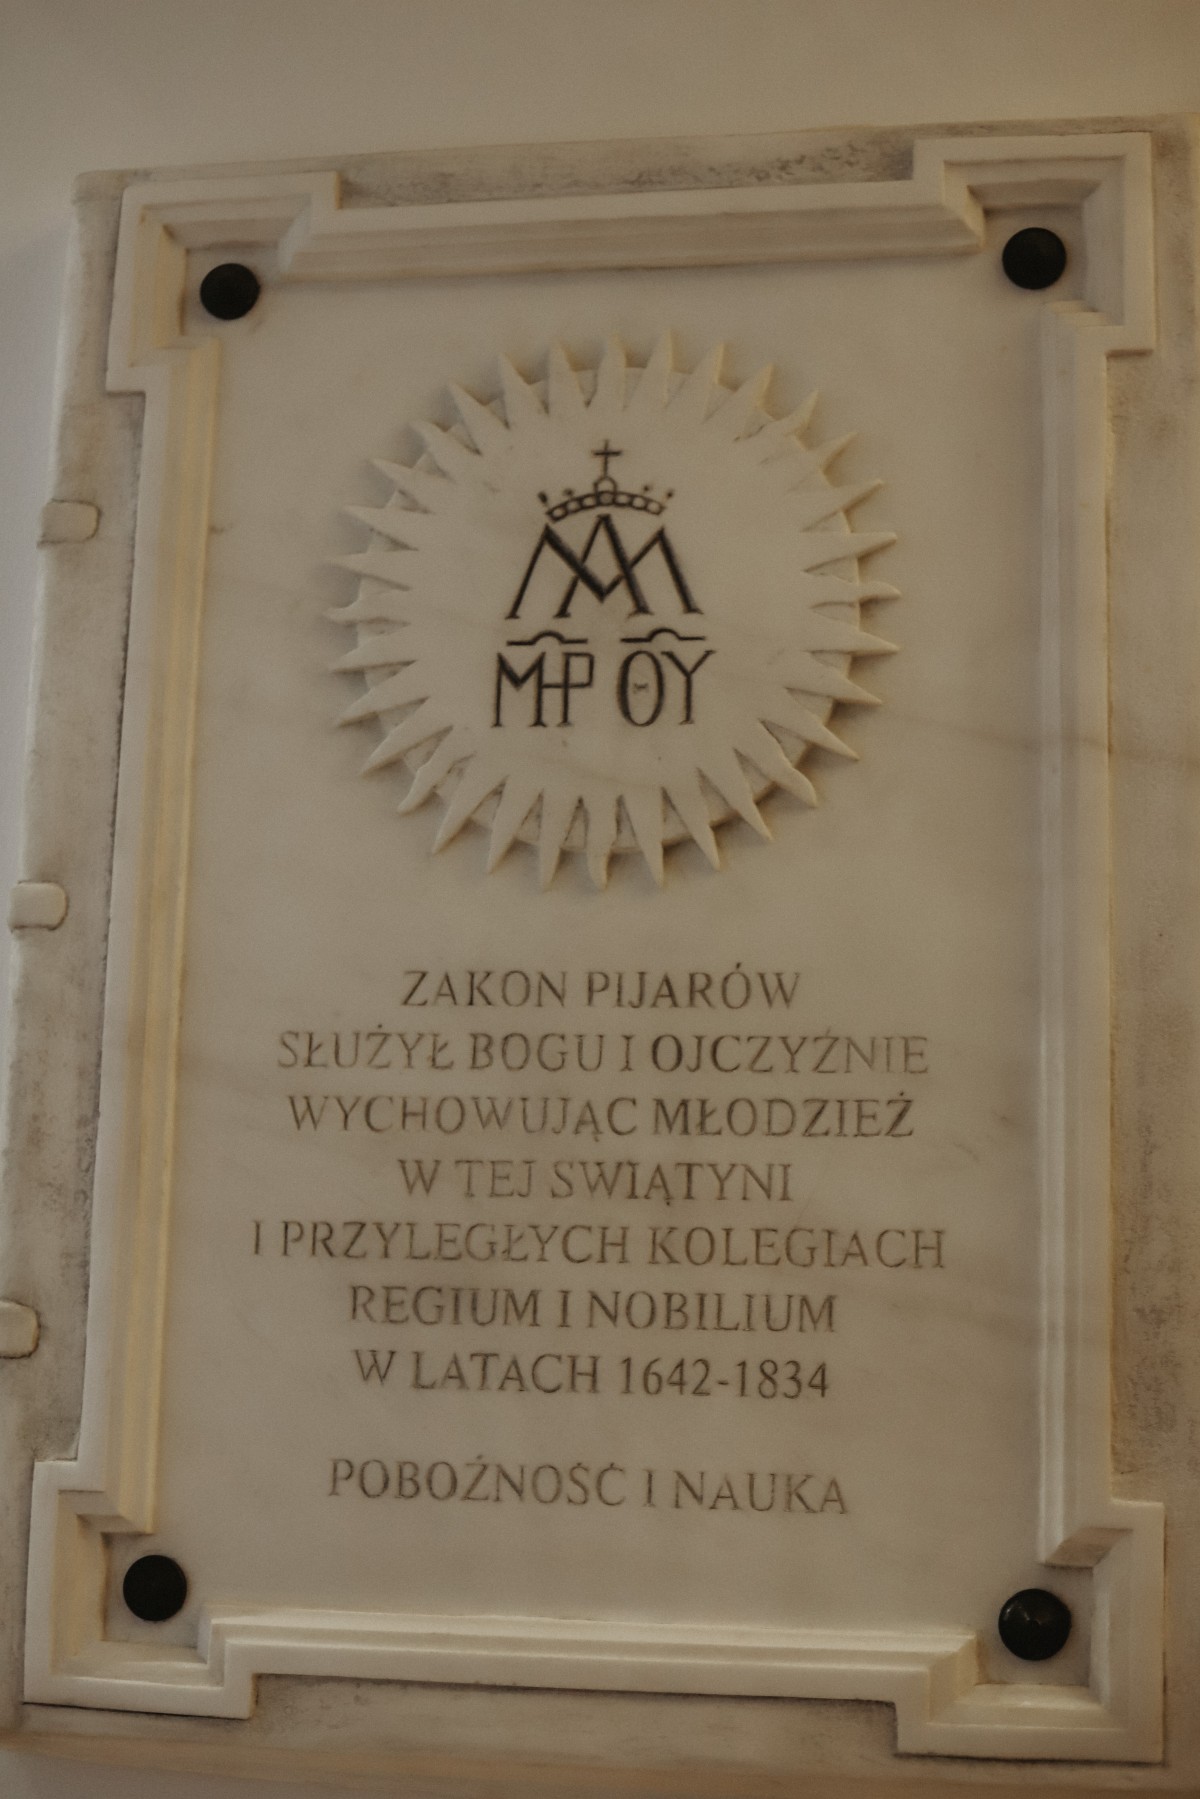 MP ΘY
ZAKON PIJARÓW
SŁUŻYŁ BOGU I OJCZYŹNIE
WYCHOWUJĄC MŁODZIEŻ
W TEJ SWIĄTYNI
I PRZYLEGŁYCH KOLEGIACH
REGIUM I NOBILIUM
W LATACH 1642-1834
POBOŻNOŚĆ I NAUKA